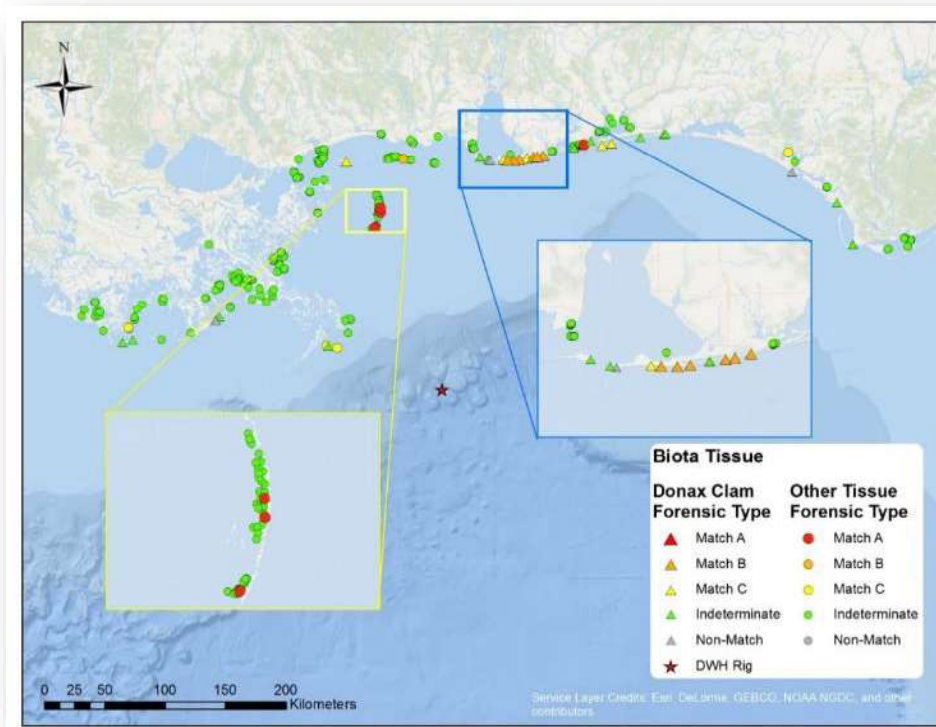 N
Biota Tissue
Donax Clam Forensic Type
Other Tissue Forensic Type
Match A
Match A
Match B
Match B
Match C
Match C
Indeterminate
Indeterminate
Non-Match
Non-Match
DWH Rig
0 25 50 100 150 200
Kilometers
Service Layer Credits: Esri, DeLorme, GEBCO, NOAA NGDC, and other
contributors